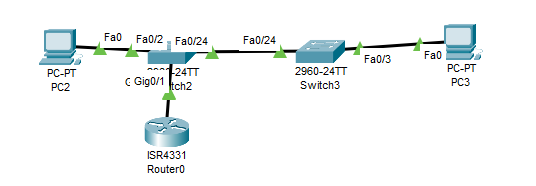 Fa0
Fa0/2
Fa0/24
Fa0/24
Fa0/3
Fa0
PC-PT
PC2
Gig0/1
2960-24TT
Switch3
PC-PT
PC3
ISR4331
Router0